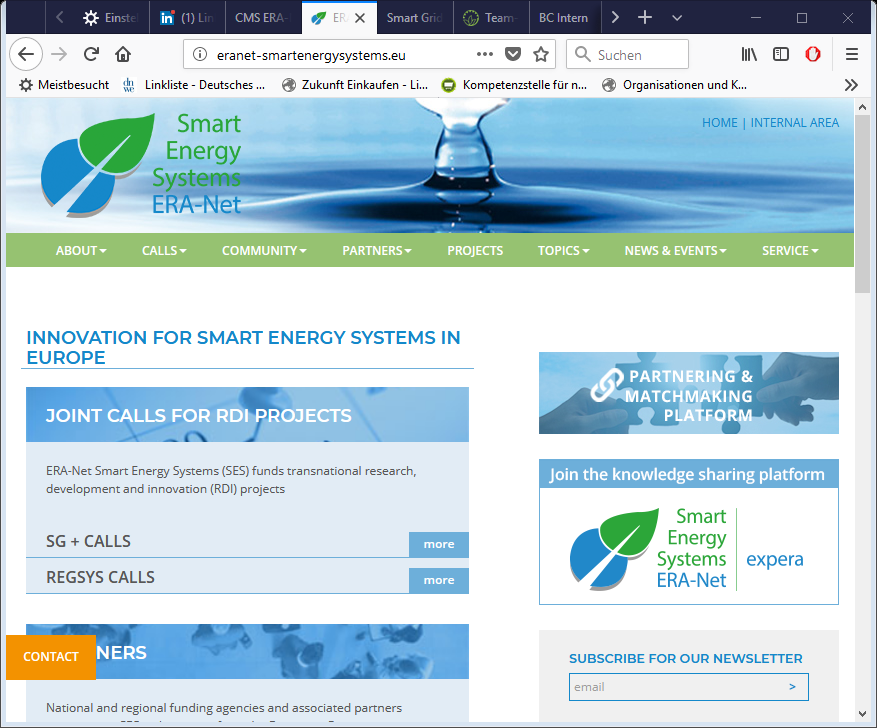 Einste
(1) Lin
CMS ERA-
ERA
Smart Grid
Team-
BC Intern
eranet-smartenergysystems.eu
Suchen
Meistbesucht
Linkliste - Deutsches ...
Zukunft Einkaufen - Li...
Kompetenzstelle für n...
Organisationen und K...
Smart
Energy
Systems
ERA-Net
HOME | INTERNAL AREA
ABOUT
CALLS
COMMUNITY
PARTNERS
PROJECTS
TOPICS
NEWS & EVENTS
SERVICE
INNOVATION FOR SMART ENERGY SYSTEMS IN
EUROPE
JOINT CALLS FOR RDI PROJECTS
ERA-Net Smart Energy Systems (SES) funds transnational research,
development and innovation (RDI) projects
SG + CALLS
more
REGSYS CALLS
more
NERS
CONTACT
National and regional funding agencies and associated partners
PARTNERING &
MATCHMAKING
PLATFORM
Join the knowledge sharing platform
Smart
Energy
Systems
ERA-Net
expera
SUBSCRIBE FOR OUR NEWSLETTER
email
>